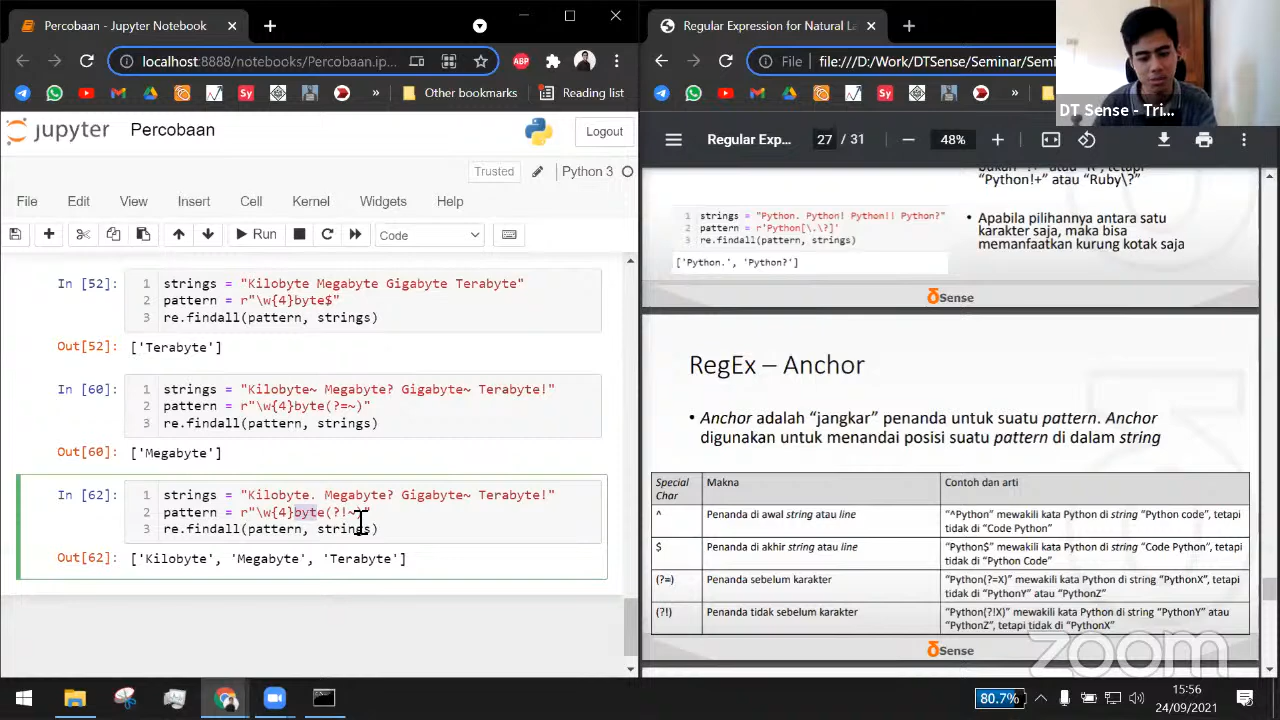 Percobaan - Jupyter Notebook
localhost:8888/notebooks/Percobaan.ip...
ABP
Sy
»
Other bookmarks
Reading list
jupyter
Percobaan
Logout
Trusted
Python 3
File
Edit
View
Insert
Cell
Kernel
Widgets
Help
Run
Code
In [52]:
1 strings = "Kilobyte Megabyte Gigabyte Terabyte"
2 pattern = r"\w{4}byte$"
3 re.findall(pattern, strings)
Out[52]: ['Terabyte']
In [60]:
1 strings = "Kilobyte~ Megabyte? Gigabyte~ Terabyte!"
2 pattern = r"\w{4}byte(?=~)"
3 re.findall(pattern, strings)
Out[60]: ['Megabyte']
In [62]:
1 strings = "Kilobyte. Megabyte? Gigabyte~ Terabyte!"
2 pattern = r"\w{4}byte(?!~)"
3 re.findall(pattern, strings)
Out[62]: ['Kilobyte', 'Megabyte', 'Terabyte']
Regular Expression for Natural La
File
file:///D:/Work/DTSense/Seminar/Semi
Sy
»
DT Sense - Tri...
Regular Exp...
27 / 31
48%
"Python!+" atau "Ruby\?"
1 strings = "Python. Python! Python!! Python?"
2 pattern = r'Python[\.\?]'
3 re.findall(pattern, strings)
['Python.', 'Python?']
• Apabila pilihannya antara satu
karakter saja, maka bisa
memanfaatkan kurung kotak saja
Sense
RegEx – Anchor
• Anchor adalah "jangkar" penanda untuk suatu pattern. Anchor
digunakan untuk menandai posisi suatu pattern di dalam string
Special Char
Makna
Contoh dan arti
^
Penanda di awal string atau line
"^Python" mewakili kata Python di string "Python code", tetapi
tidak di "Code Python"
$
Penanda di akhir string atau line
"Python$" mewakili kata Python di string "Code Python", tetapi
tidak di "Python Code"
(?=)
Penanda sebelum karakter
"Python(?=X)" mewakili kata Python di string "PythonX", tetapi
tidak di "PythonY" atau "PythonZ"
(?!)
Penanda tidak sebelum karakter
"Python(?!X)" mewakili kata Python di string "PythonY" atau
"PythonZ", tetapi tidak di "PythonX"
Sense
zoom
80.7%
15:56
24/09/2021